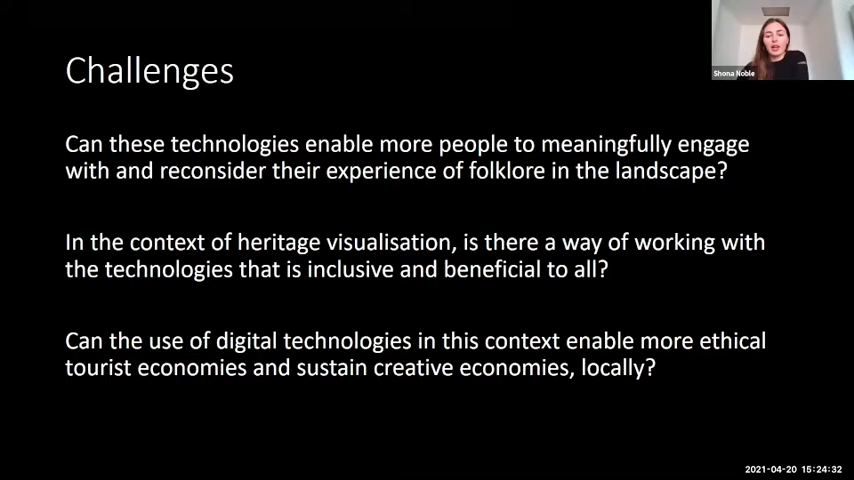 Challenges
Shona Noble
Can these technologies enable more people to meaningfully engage
with and reconsider their experience of folklore in the landscape?
In the context of heritage visualisation, is there a way of working with
the technologies that is inclusive and beneficial to all?
Can the use of digital technologies in this context enable more ethical
tourist economies and sustain creative economies, locally?
2021-04-20 15:24:32